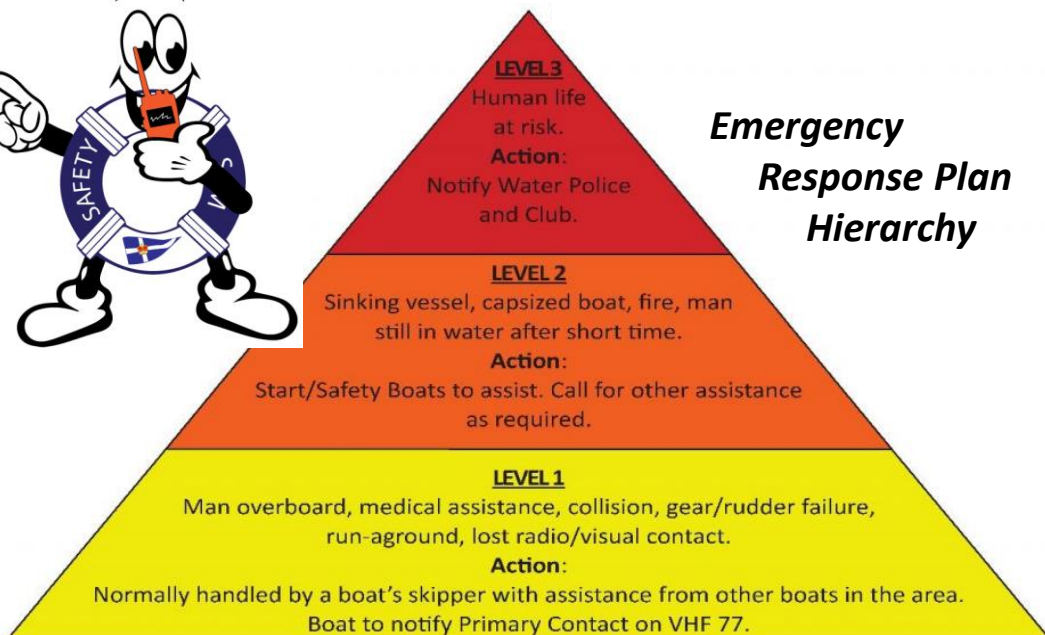 SAFETY
LEVEL 3
Human life
at risk.
Action:
Notify Water Police
and Club.
Emergency
Response Plan
Hierarchy
LEVEL 2
Sinking vessel, capsized boat, fire, man
still in water after short time.
Action:
Start/Safety Boats to assist. Call for other assistance
as required.
LEVEL 1
Man overboard, medical assistance, collision, gear/rudder failure,
run-aground, lost radio/visual contact.
Action:
Normally handled by a boat's skipper with assistance from other boats in the area.
Boat to notify Primary Contact on VHF 77.